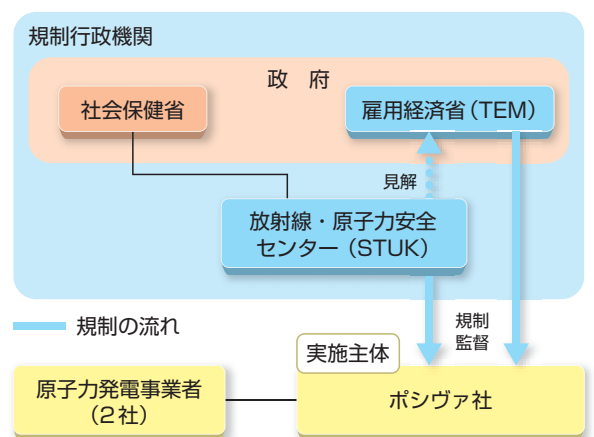 規制行政機関
政　府
社会保健省
雇用経済省（TEM）
見解
放射線・原子力安全
センター（STUK）
規制の流れ
規制
監督
実施主体
原子力発電事業者
（2社）
ポシヴァ社